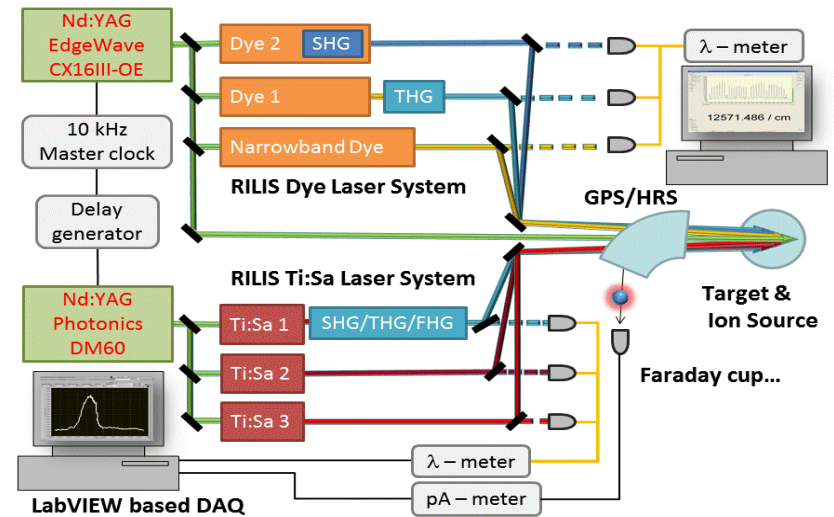 Nd:YAG
EdgeWave
CX16III-OE
Dye 2
SHG
λ – meter
Dye 1
THG
12571.486 / cm
10 kHz
Master clock
Narrowband Dye
RILIS Dye Laser System
GPS/HRS
Delay
generator
RILIS Ti:Sa Laser System
Nd:YAG
Photonics
DM60
Ti:Sa 1
SHG/THG/FHG
Target &
Ion Source
Ti:Sa 2
Faraday cup...
Ti:Sa 3
λ – meter
pA – meter
LabVIEW based DAQ